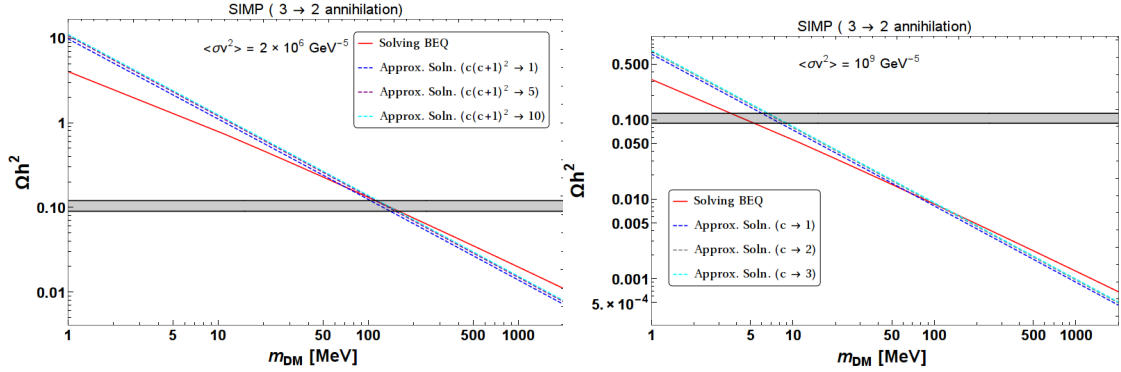 SIMP ( 3 → 2 annihilation)
<σv²> = 2 × 10⁶ GeV⁻⁵
Solving BEQ
Approx. Soln. (c(c+1)² → 1)
Approx. Soln. (c(c+1)² → 5)
Approx. Soln. (c(c+1)² → 10)
10
1
0.10
0.01
Ωh²
1 5 10 50 100 500 1000
m_DM [MeV]
SIMP ( 3 → 2 annihilation)
<σv²> = 10⁹ GeV⁻⁵
0.500
0.100
0.050
0.010
0.005
0.001
5. × 10⁻⁴
Ωh²
Solving BEQ
Approx. Soln. (c → 1)
Approx. Soln. (c → 2)
Approx. Soln. (c → 3)
1 5 10 50 100 500 1000
m_DM [MeV]